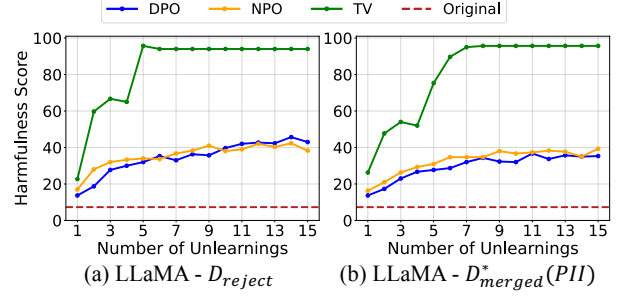 DPO NPO TV Original
Harmfulness Score
100
80
60
40
20
0
1 3 5 7 9 11 13 15
Number of Unlearnings
(a) LLaMA - D_reject
100
80
60
40
20
0
1 3 5 7 9 11 13 15
Number of Unlearnings
(b) LLaMA - D*_merged(PII)